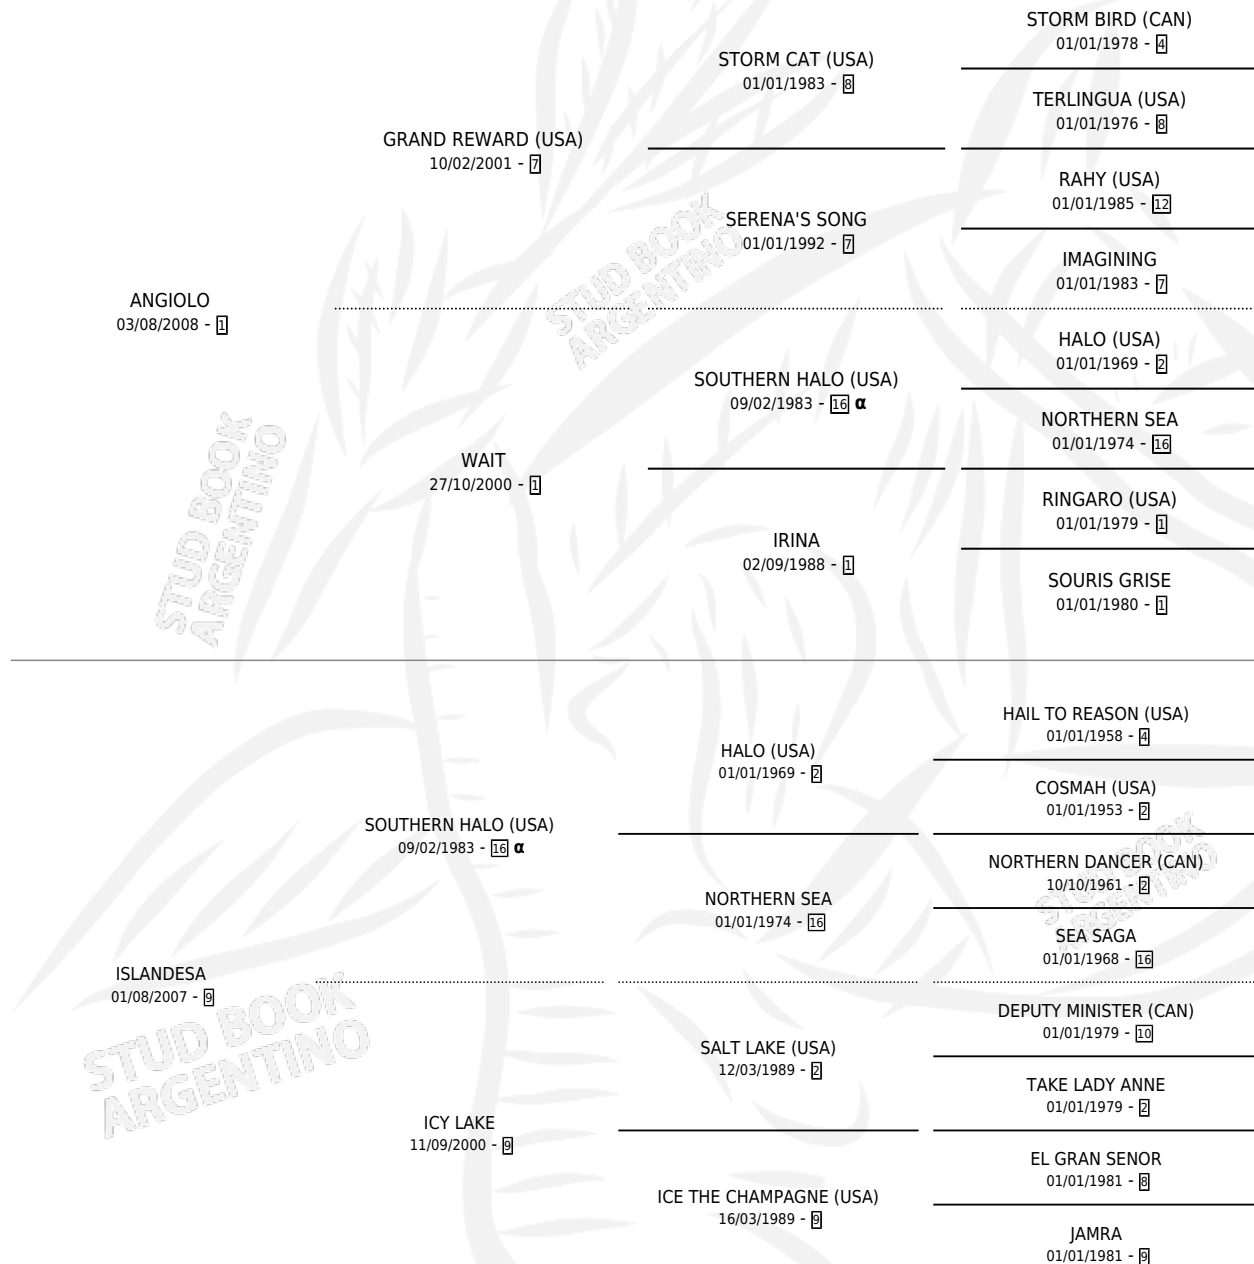 STORM BIRD (CAN)
01/01/1978 - 4
STORM CAT (USA)
01/01/1983 - 8
TERLINGUA (USA)
01/01/1976 - 8
GRAND REWARD (USA)
10/02/2001 - 7
RAHY (USA)
01/01/1985 - 12
SERENA'S SONG
01/01/1992 - 7
IMAGINING
01/01/1983 - 7
STUD BOOK
ARGENTINO
ANGIOLO
03/08/2008 - 1
HALO (USA)
01/01/1969 - 2
SOUTHERN HALO (USA)
09/02/1983 - 16 α
NORTHERN SEA
01/01/1974 - 16
WAIT
27/10/2000 - 1
RINGARO (USA)
01/01/1979 - 1
IRINA
02/09/1988 - 1
SOURIS GRISE
01/01/1980 - 1
STUD BOOK
ARGENTINO
HAIL TO REASON (USA)
01/01/1958 - 4
HALO (USA)
01/01/1969 - 2
COSMAH (USA)
01/01/1953 - 2
SOUTHERN HALO (USA)
09/02/1983 - 16 α
NORTHERN DANCER (CAN)
10/10/1961 - 2
NORTHERN SEA
01/01/1974 - 16
SEA SAGA
01/01/1968 - 16
STUD BOOK
ARGENTINO
ISLANDESA
01/08/2007 - 9
DEPUTY MINISTER (CAN)
01/01/1979 - 10
SALT LAKE (USA)
12/03/1989 - 2
TAKE LADY ANNE
01/01/1979 - 2
ICY LAKE
11/09/2000 - 9
EL GRAN SENOR
01/01/1981 - 8
ICE THE CHAMPAGNE (USA)
16/03/1989 - 9
JAMRA
01/01/1981 - 9
STUD BOOK
ARGENTINO